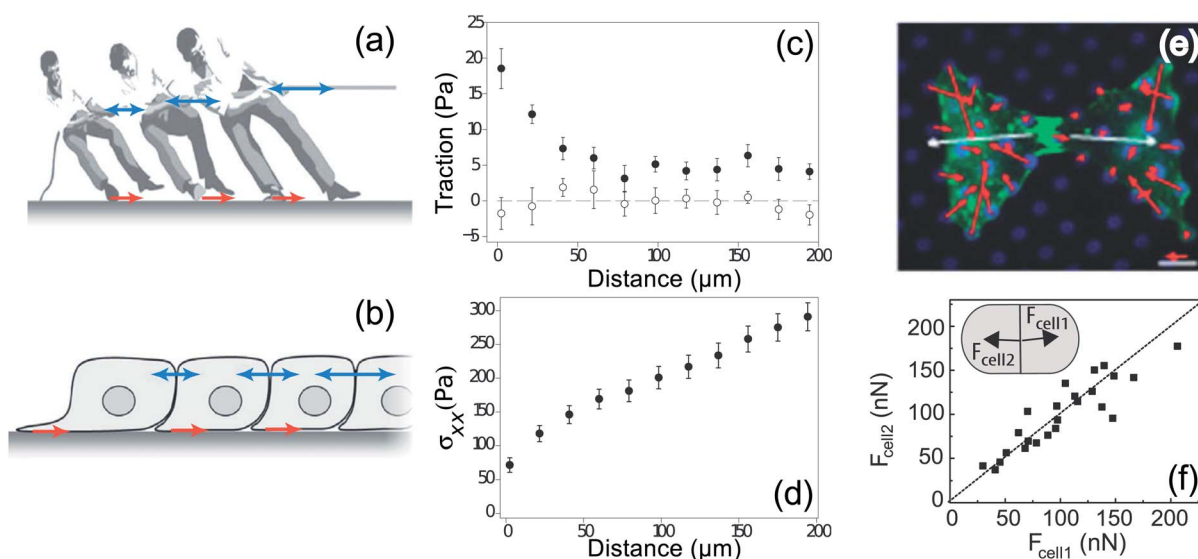 (a)
(b)
(c)
Traction (Pa)
25
20
15
10
5
0
−5
0
50
100
150
200
Distance (µm)
(d)
σxx(Pa)
300
250
200
150
100
50
0
0
50
100
150
200
Distance (µm)
(e)
(f)
Fcell1
Fcell2
Fcell2 (nN)
200
150
100
50
0
0
50
100
150
200
Fcell1 (nN)